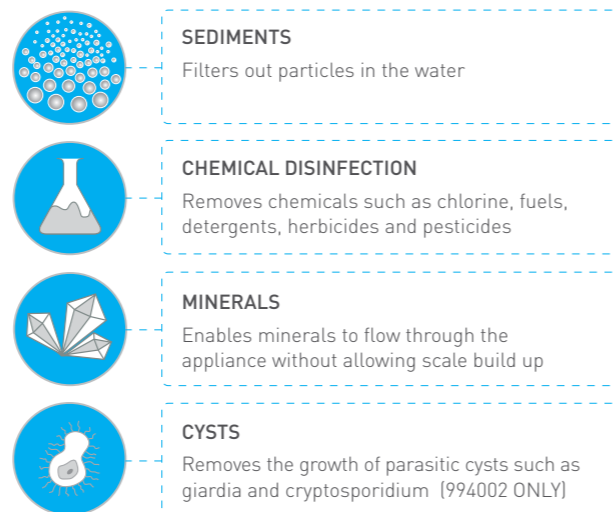 SEDIMENTS
Filters out particles in the water
CHEMICAL DISINFECTION
Removes chemicals such as chlorine, fuels,
detergents, herbicides and pesticides
MINERALS
Enables minerals to flow through the
appliance without allowing scale build up
CYSTS
Removes the growth of parasitic cysts such as
giardia and cryptosporidium (994002 ONLY)